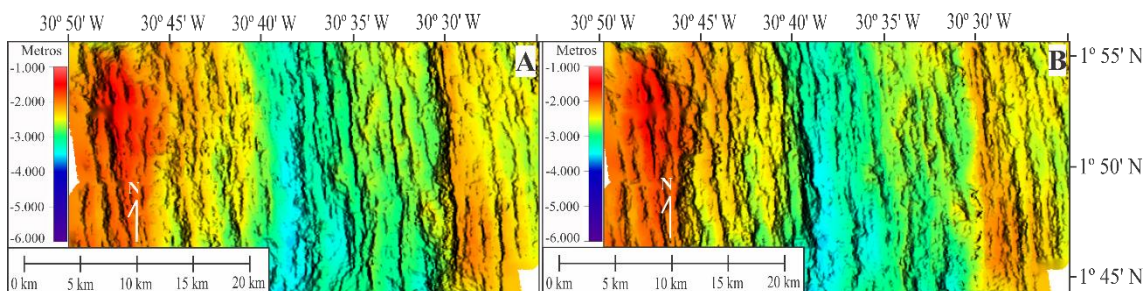 30º 50' W 30º 45' W 30º 40' W 30º 35' W 30º 30' W
Metros
-1.000
-2.000
-3.000
-4.000
-5.000
-6.000
A
N
0 km 5 km 10 km 15 km 20 km
30º 50' W 30º 45' W 30º 40' W 30º 35' W 30º 30' W
Metros
-1.000
-2.000
-3.000
-4.000
-5.000
-6.000
B
N
0 km 5 km 10 km 15 km 20 km
1º 55' N
1º 50' N
1º 45' N